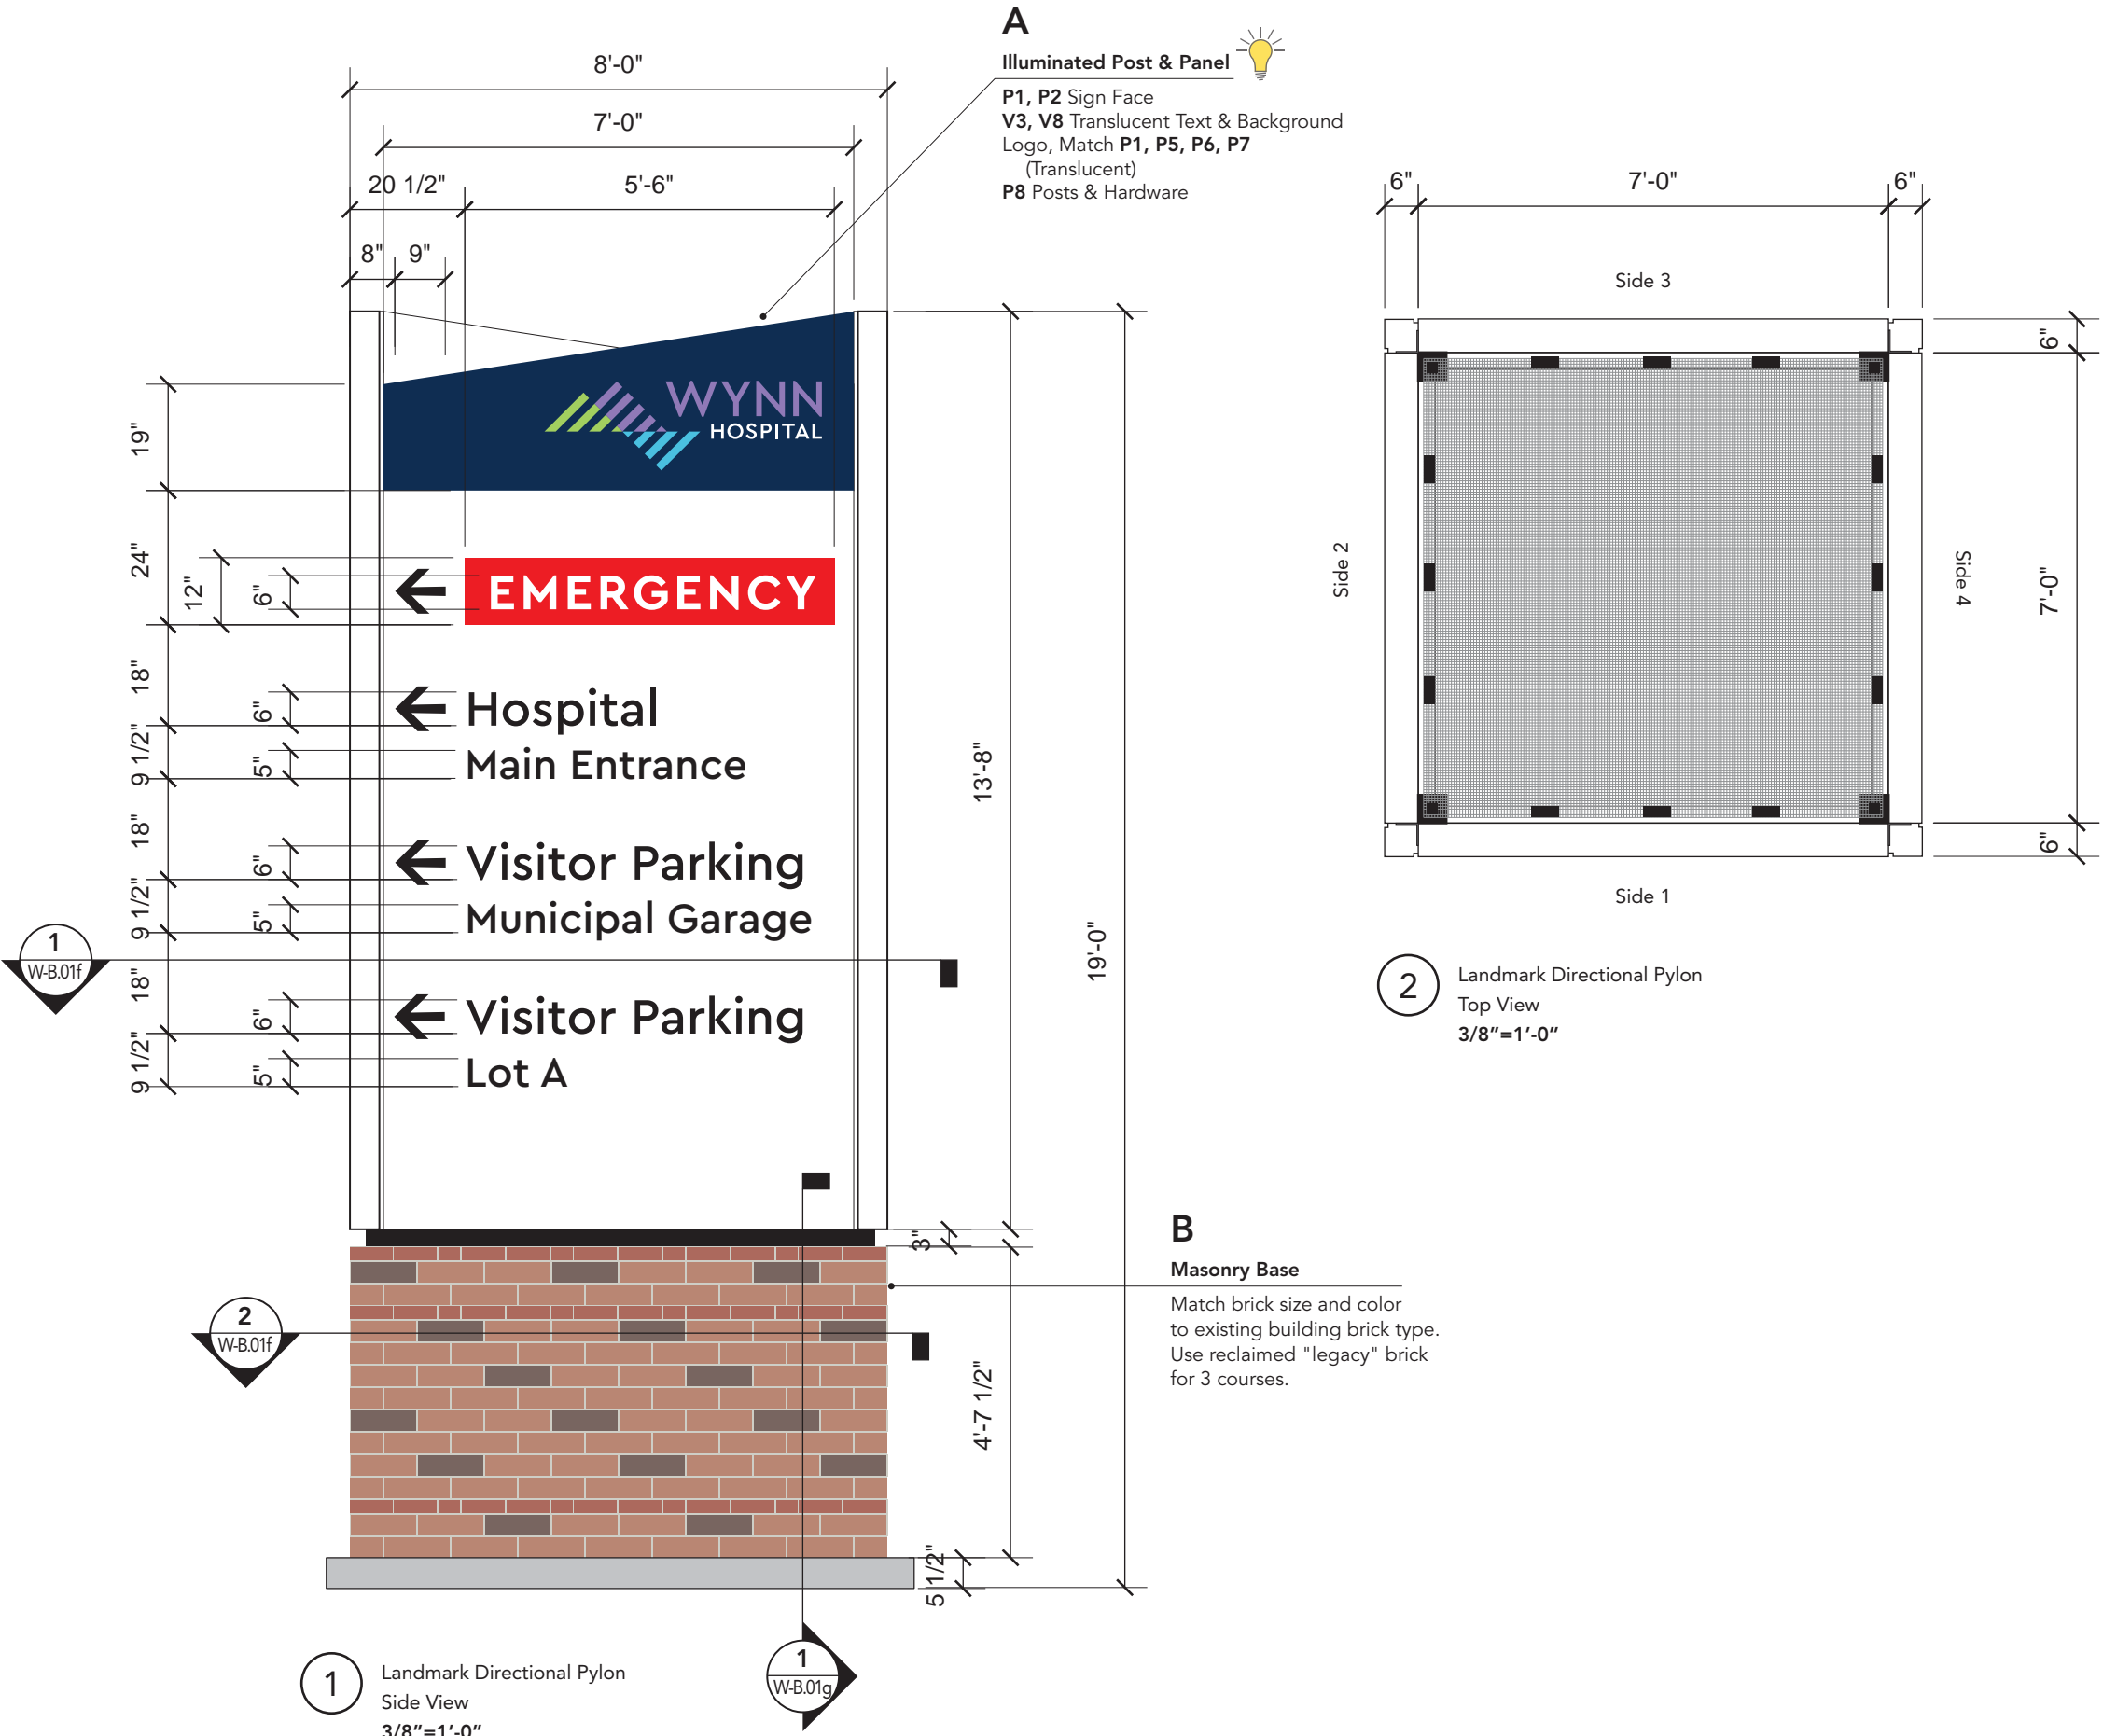 A
Illuminated Post & Panel
P1, P2 Sign Face
V3, V8 Translucent Text & Background
Logo, Match P1, P5, P6, P7
(Translucent)
P8 Posts & Hardware
8'-0"
7'-0"
20 1/2"
5'-6"
8"
9"
19"
24"
12"
6"
18"
6"
9 1/2"
5"
18"
6"
9 1/2"
5"
18"
6"
9 1/2"
5"
WYNN
HOSPITAL
EMERGENCY
Hospital
Main Entrance
Visitor Parking
Municipal Garage
Visitor Parking
Lot A
13'-8"
19'-0"
3"
4'-7 1/2"
5 1/2"
1
W-B.01f
2
W-B.01f
1
W-B.01g
B
Masonry Base
Match brick size and color
to existing building brick type.
Use reclaimed "legacy" brick
for 3 courses.
1
Landmark Directional Pylon
Side View
3/8"=1'-0"
6"
7'-0"
6"
Side 3
6"
Side 2
Side 4
7'-0"
6"
Side 1
2
Landmark Directional Pylon
Top View
3/8"=1'-0"